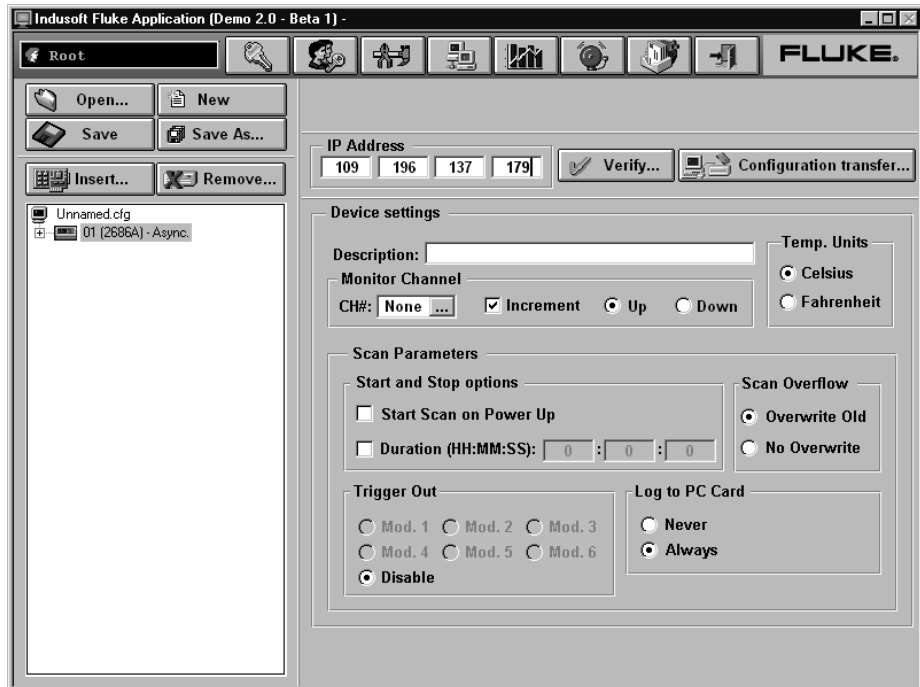 Indusoft Fluke Application (Demo 2.0 - Beta 1) -
Root
FLUKE®
Open...
New
Save
Save As...
Insert...
Remove...
Unnamed.cfg
01 (2686A) - Async.
IP Address
109 196 137 179
Verify...
Configuration transfer...
Device settings
Description:
Temp. Units
Celsius
Fahrenheit
Monitor Channel
CH#: None ... Increment Up Down
Scan Parameters
Start and Stop options
Start Scan on Power Up
Duration (HH:MM:SS): 0 : 0 : 0
Scan Overflow
Overwrite Old
No Overwrite
Trigger Out
Mod. 1 Mod. 2 Mod. 3
Mod. 4 Mod. 5 Mod. 6
Disable
Log to PC Card
Never
Always